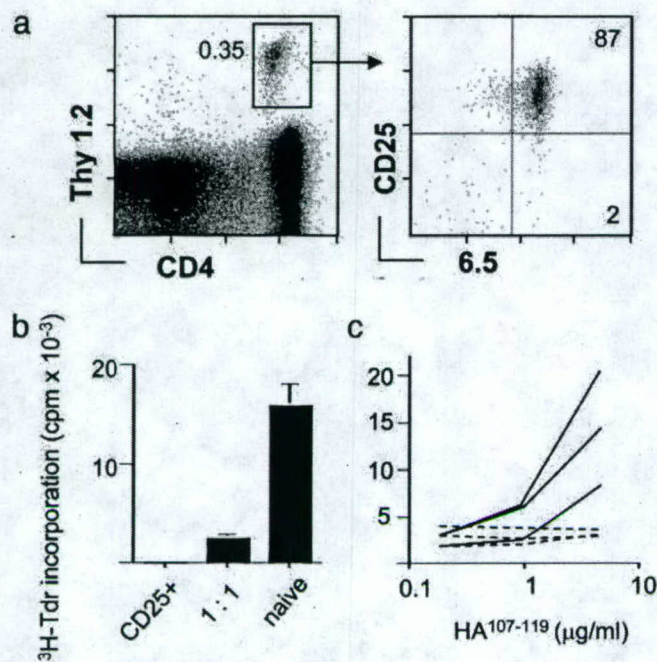 a
0.35
Thy 1.2
CD4
87
CD25
2
6.5
b
³H-Tdr incorporation (cpm x 10⁻³)
20
10
CD25+
1 : 1
naive
c
20
15
10
5
0.1
1
10
HA¹⁰⁷⁻¹¹⁹ (µg/ml)